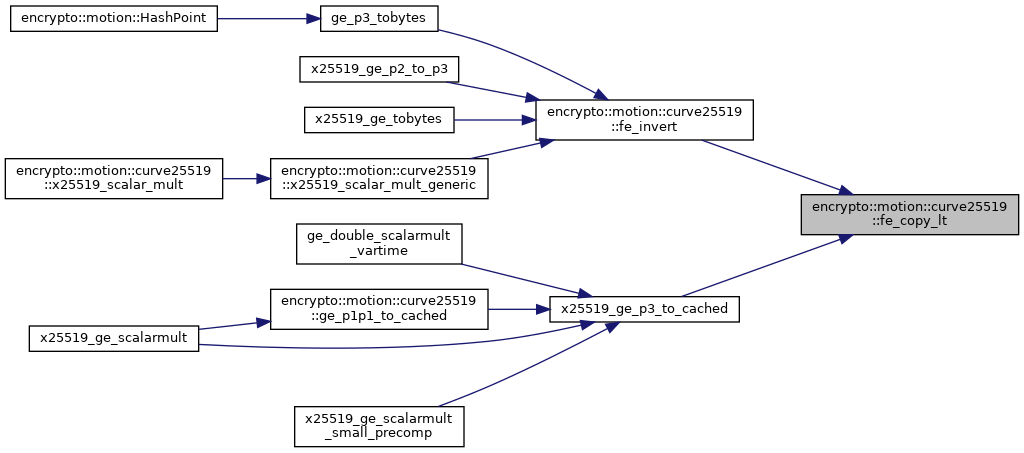 encrypto::motion::HashPoint
ge_p3_tobytes
x25519_ge_p2_to_p3
encrypto::motion::curve25519
::fe_invert
x25519_ge_tobytes
encrypto::motion::curve25519
::x25519_scalar_mult
encrypto::motion::curve25519
::x25519_scalar_mult_generic
encrypto::motion::curve25519
::fe_copy_lt
ge_double_scalarmult
_vartime
encrypto::motion::curve25519
::ge_p1p1_to_cached
x25519_ge_p3_to_cached
x25519_ge_scalarmult
x25519_ge_scalarmult
_small_precomp